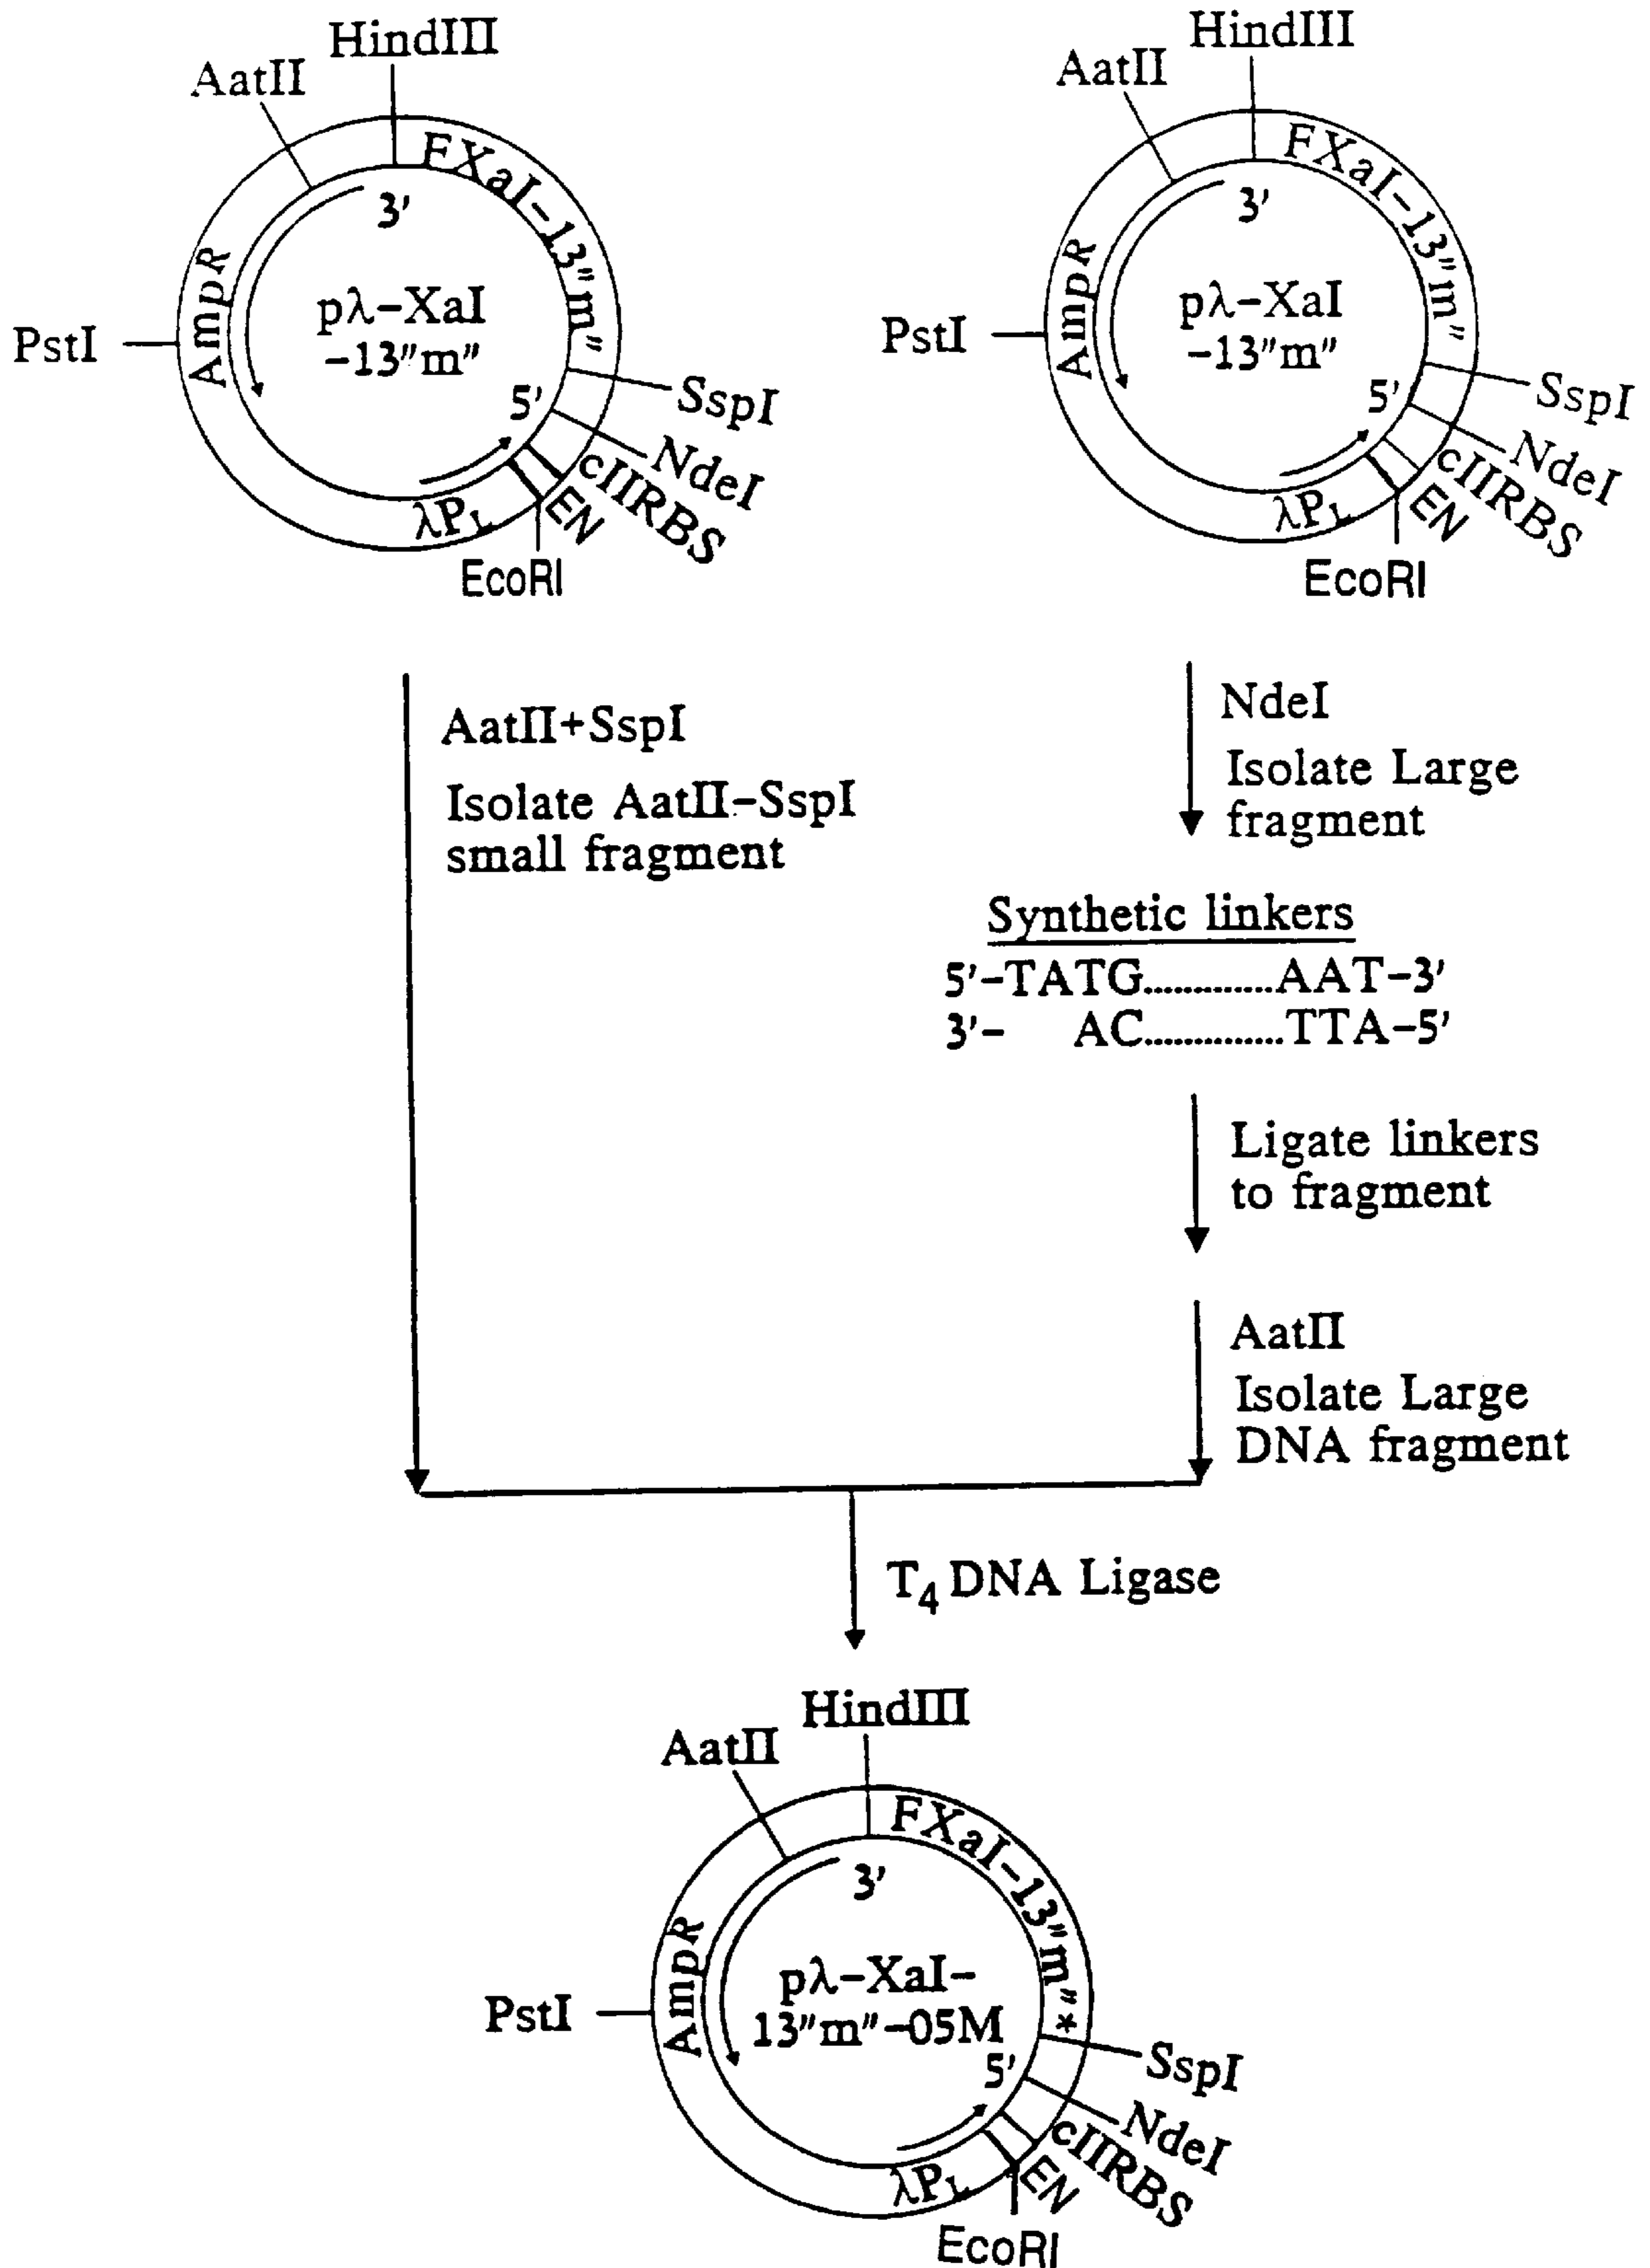 HindIII
AatII
FXaI-13"m"
3'
AmpR
pλ-XaI
-13"m"
PstI
5'
SspI
NdeI
cIIRBS
EN
λPL
EcoRI
HindIII
AatII
FXaI-13"m"
3'
AmpR
pλ-XaI
-13"m"
PstI
5'
SspI
NdeI
cIIRBS
EN
λPL
EcoRI
AatII+SspI
Isolate AatII-SspI
small fragment
NdeI
Isolate Large
fragment
Synthetic linkers
5'-TATG.............AAT-3'
3'- AC..............TTA-5'
Ligate linkers
to fragment
AatII
Isolate Large
DNA fragment
T4 DNA Ligase
HindIII
AatII
FXaI-13"m"*
3'
AmpR
pλ-XaI-
13"m"-05M
PstI
5'
SspI
NdeI
cIIRBS
EN
λPL
EcoRI